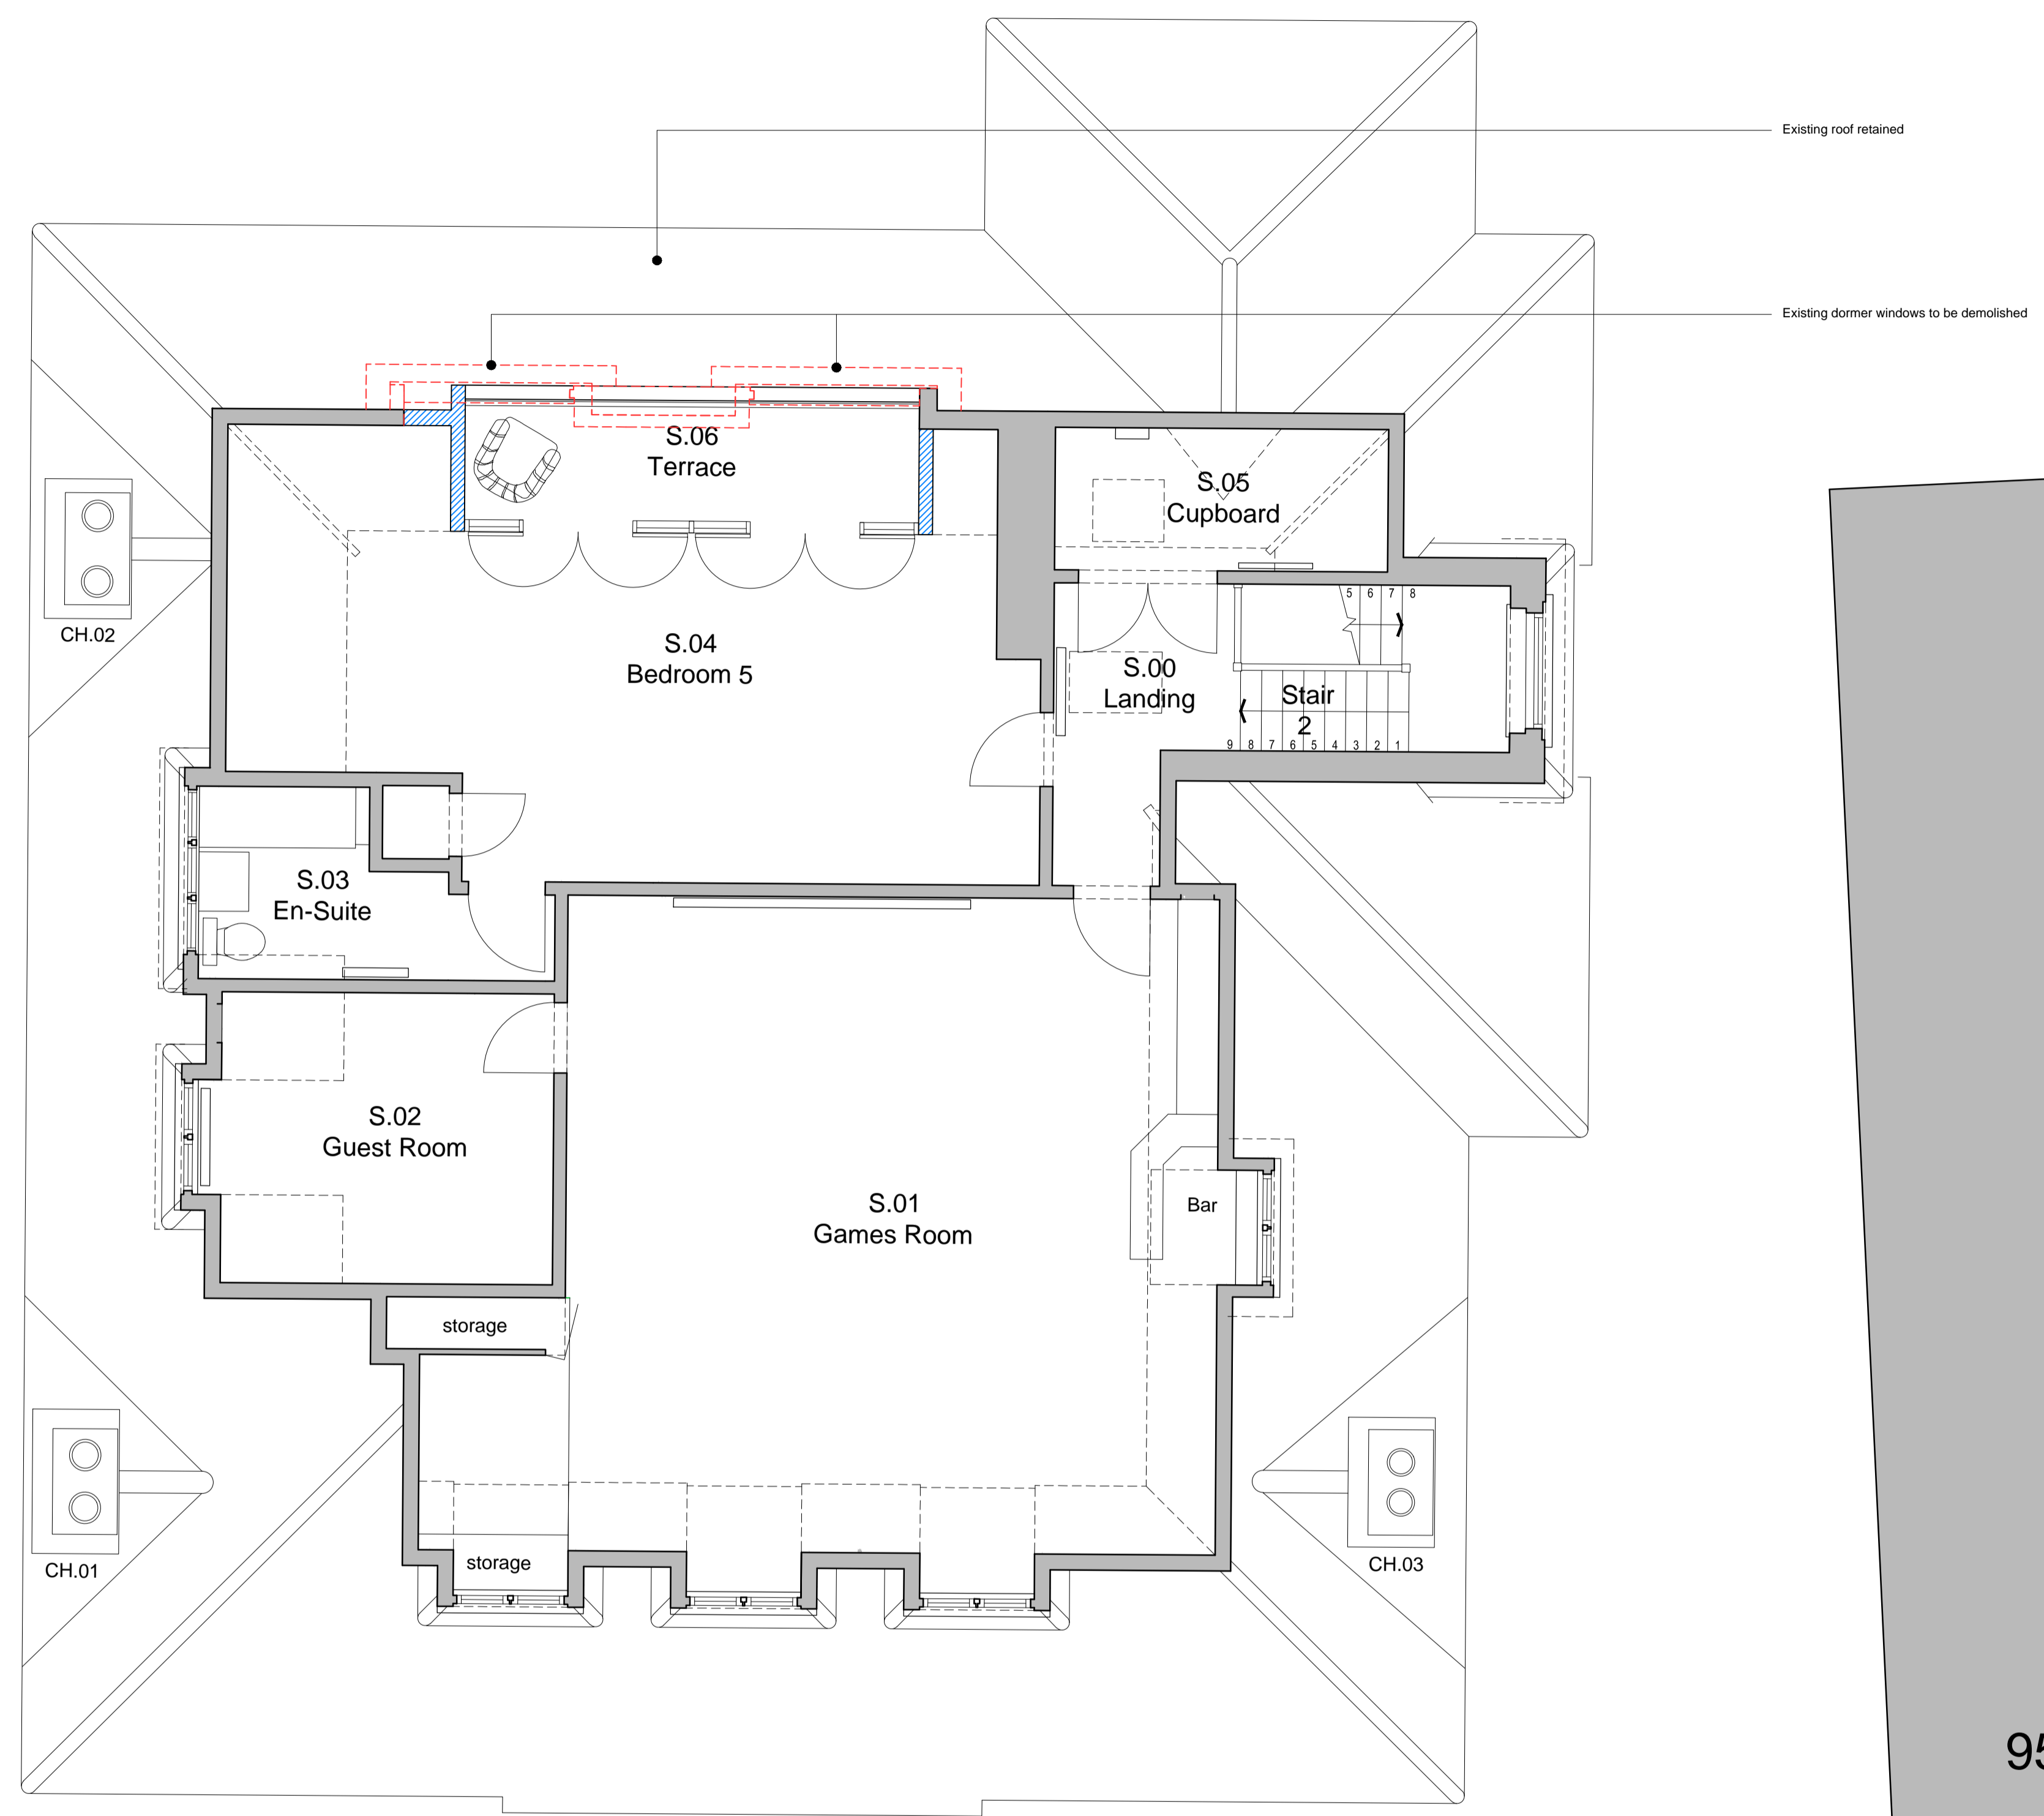 Existing roof retained
Existing dormer windows to be demolished
S.06
Terrace
S.05
Cupboard
CH.02
5 6 7 8
S.04
Bedroom 5
S.00
Landing
Stair
2
9 8 7 6 5 4 3 2 1
S.03
En-Suite
S.02
Guest Room
S.01
Games Room
Bar
storage
storage
CH.01
CH.03
95